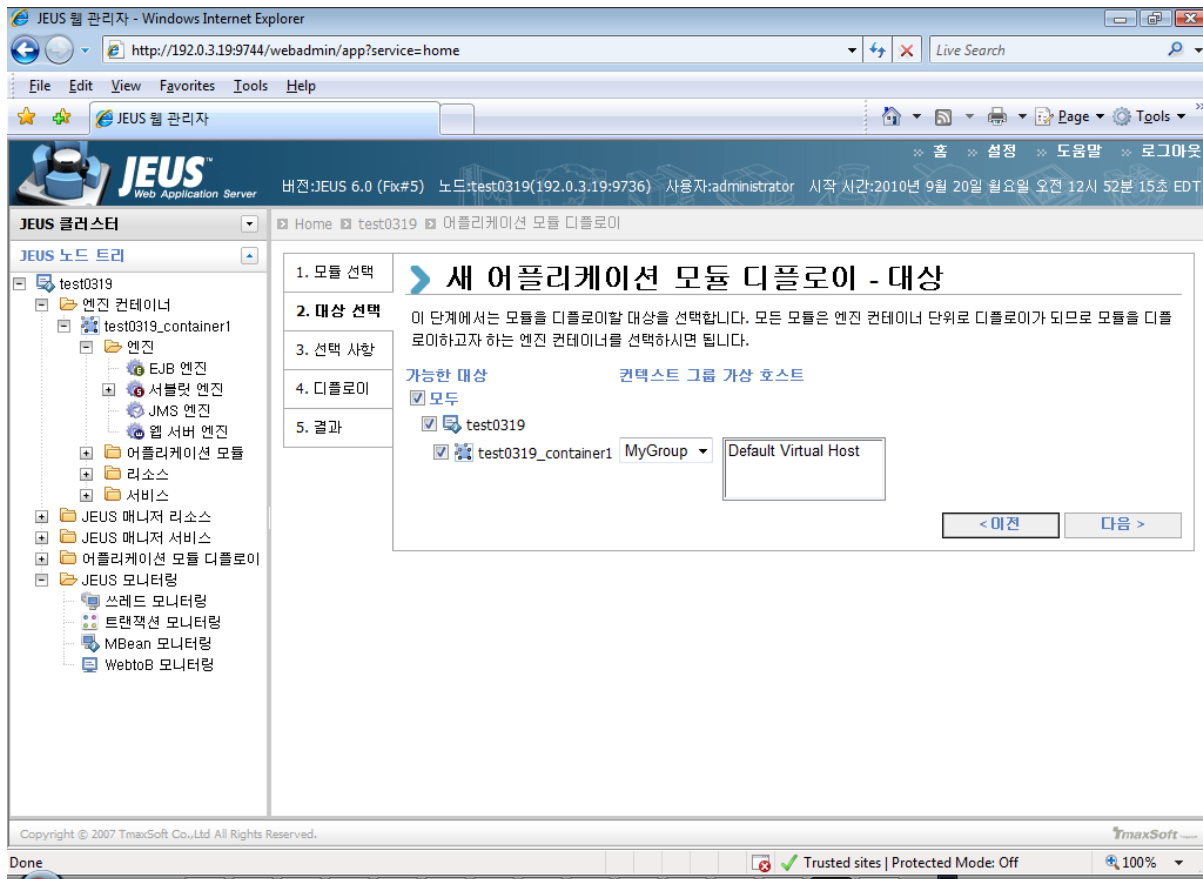 JEUS 웹 관리자 - Windows Internet Explorer
http://192.0.3.19:9744/webadmin/app?service=home
Live Search
File Edit View Favorites Tools Help
JEUS 웹 관리자
Page Tools
JEUS™
Web Application Server
» 홈 » 설정 » 도움말 » 로그아웃
버전:JEUS 6.0 (Fix#5) 노드:test0319(192.0.3.19:9736) 사용자:administrator 시작 시간:2010년 9월 20일 월요일 오전 12시 52분 15초 EDT
JEUS 클러스터
Home test0319 어플리케이션 모듈 디플로이
JEUS 노드 트리
test0319
엔진 컨테이너
test0319_container1
엔진
EJB 엔진
서블릿 엔진
JMS 엔진
웹 서버 엔진
어플리케이션 모듈
리소스
서비스
JEUS 매니저 리소스
JEUS 매니저 서비스
어플리케이션 모듈 디플로이
JEUS 모니터링
쓰레드 모니터링
트랜잭션 모니터링
MBean 모니터링
WebtoB 모니터링
1. 모듈 선택
2. 대상 선택
3. 선택 사항
4. 디플로이
5. 결과
새 어플리케이션 모듈 디플로이 - 대상
이 단계에서는 모듈을 디플로이할 대상을 선택합니다. 모든 모듈은 엔진 컨테이너 단위로 디플로이가 되므로 모듈을 디플
로이하고자 하는 엔진 컨테이너를 선택하시면 됩니다.
가능한 대상 컨텍스트 그룹 가상 호스트
모두
test0319
test0319_container1 MyGroup Default Virtual Host
< 이전 다음 >
Copyright © 2007 TmaxSoft Co.,Ltd All Rights Reserved.
TmaxSoft
Done
Trusted sites | Protected Mode: Off
100%